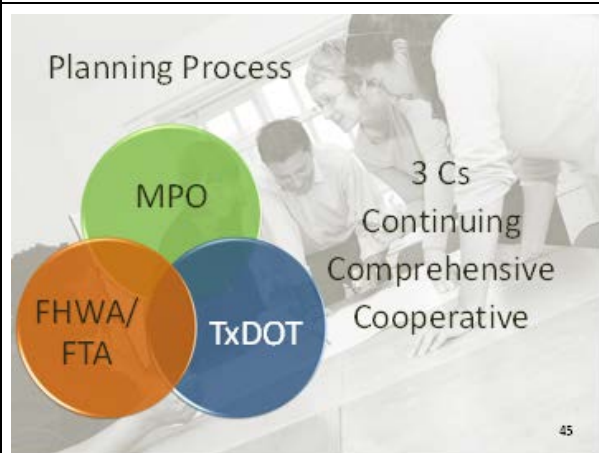 Planning Process
MPO
FHWA/
FTA
TxDOT
3 Cs
Continuing
Comprehensive
Cooperative
45